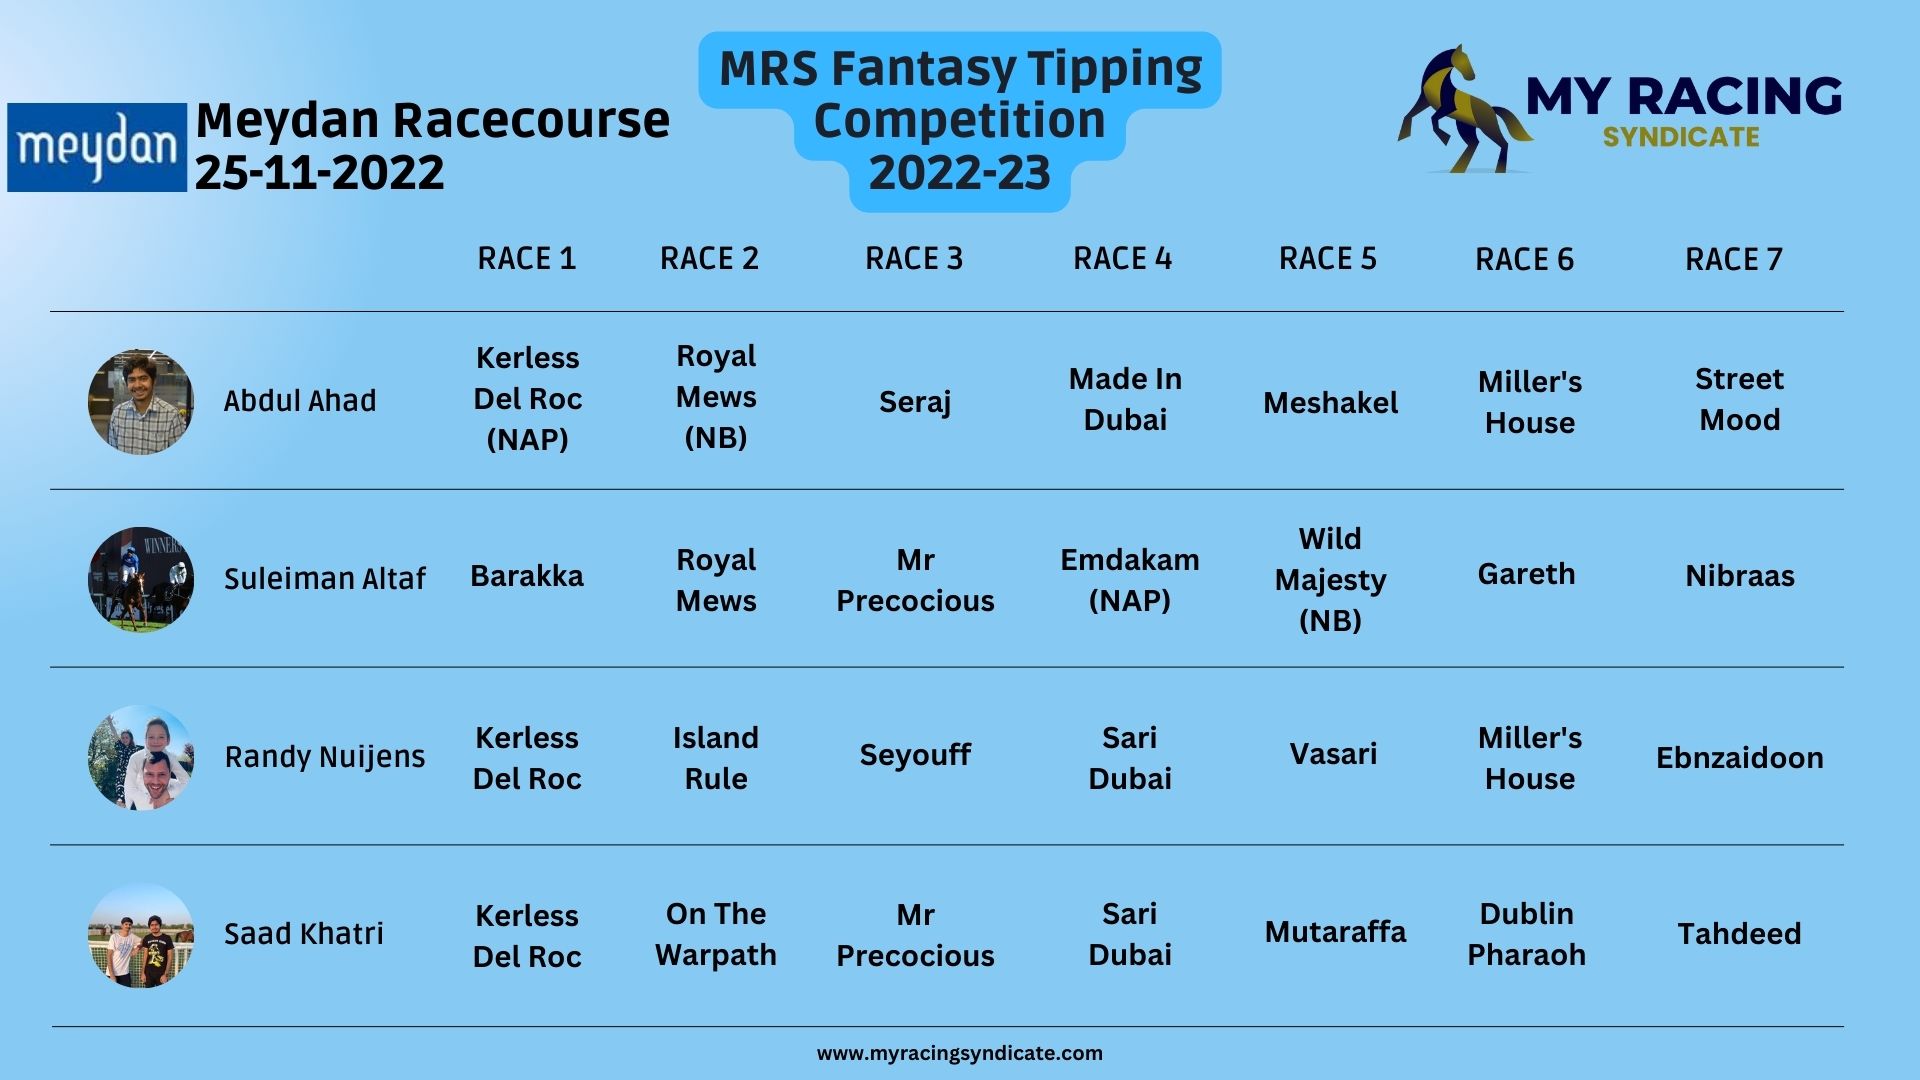 meydan
Meydan Racecourse
25-11-2022
MRS Fantasy Tipping
Competition
2022-23
MY RACING
SYNDICATE
RACE 1 RACE 2 RACE 3 RACE 4 RACE 5 RACE 6 RACE 7
Abdul Ahad
Kerless
Del Roc
(NAP)
Royal
Mews
(NB)
Seraj
Made In
Dubai
Meshakel
Miller's
House
Street
Mood
WINNERS
Suleiman Altaf
Barakka
Royal
Mews
Mr
Precocious
Emdakam
(NAP)
Wild
Majesty
(NB)
Gareth
Nibraas
Randy Nuijens
Kerless
Del Roc
Island
Rule
Seyouff
Sari
Dubai
Vasari
Miller's
House
Ebnzaidoon
Saad Khatri
Kerless
Del Roc
On The
Warpath
Mr
Precocious
Sari
Dubai
Mutaraffa
Dublin
Pharaoh
Tahdeed
www.myracingsyndicate.com